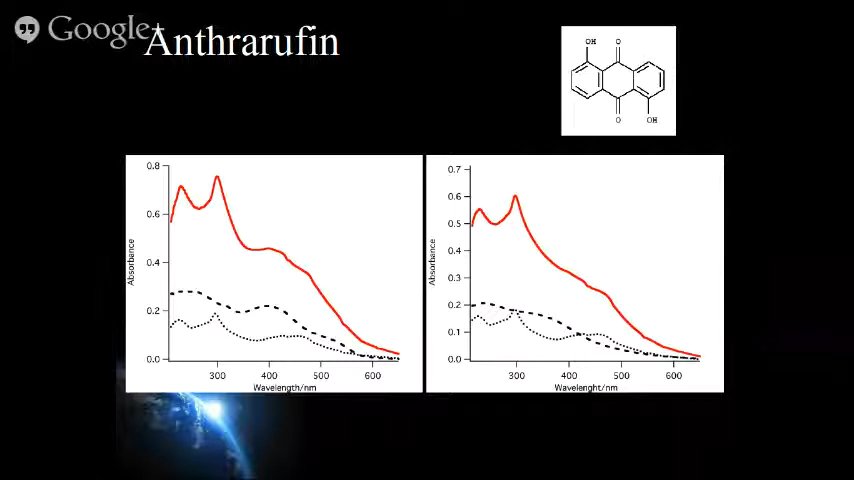 Google+
Anthrarufin
OH
O
O
OH
0.8
0.6
0.4
0.2
0.0
Absorbance
300
400
500
600
Wavelength/nm
0.7
0.6
0.5
0.4
0.3
0.2
0.1
0.0
Absorbance
300
400
500
600
Wavelenght/nm